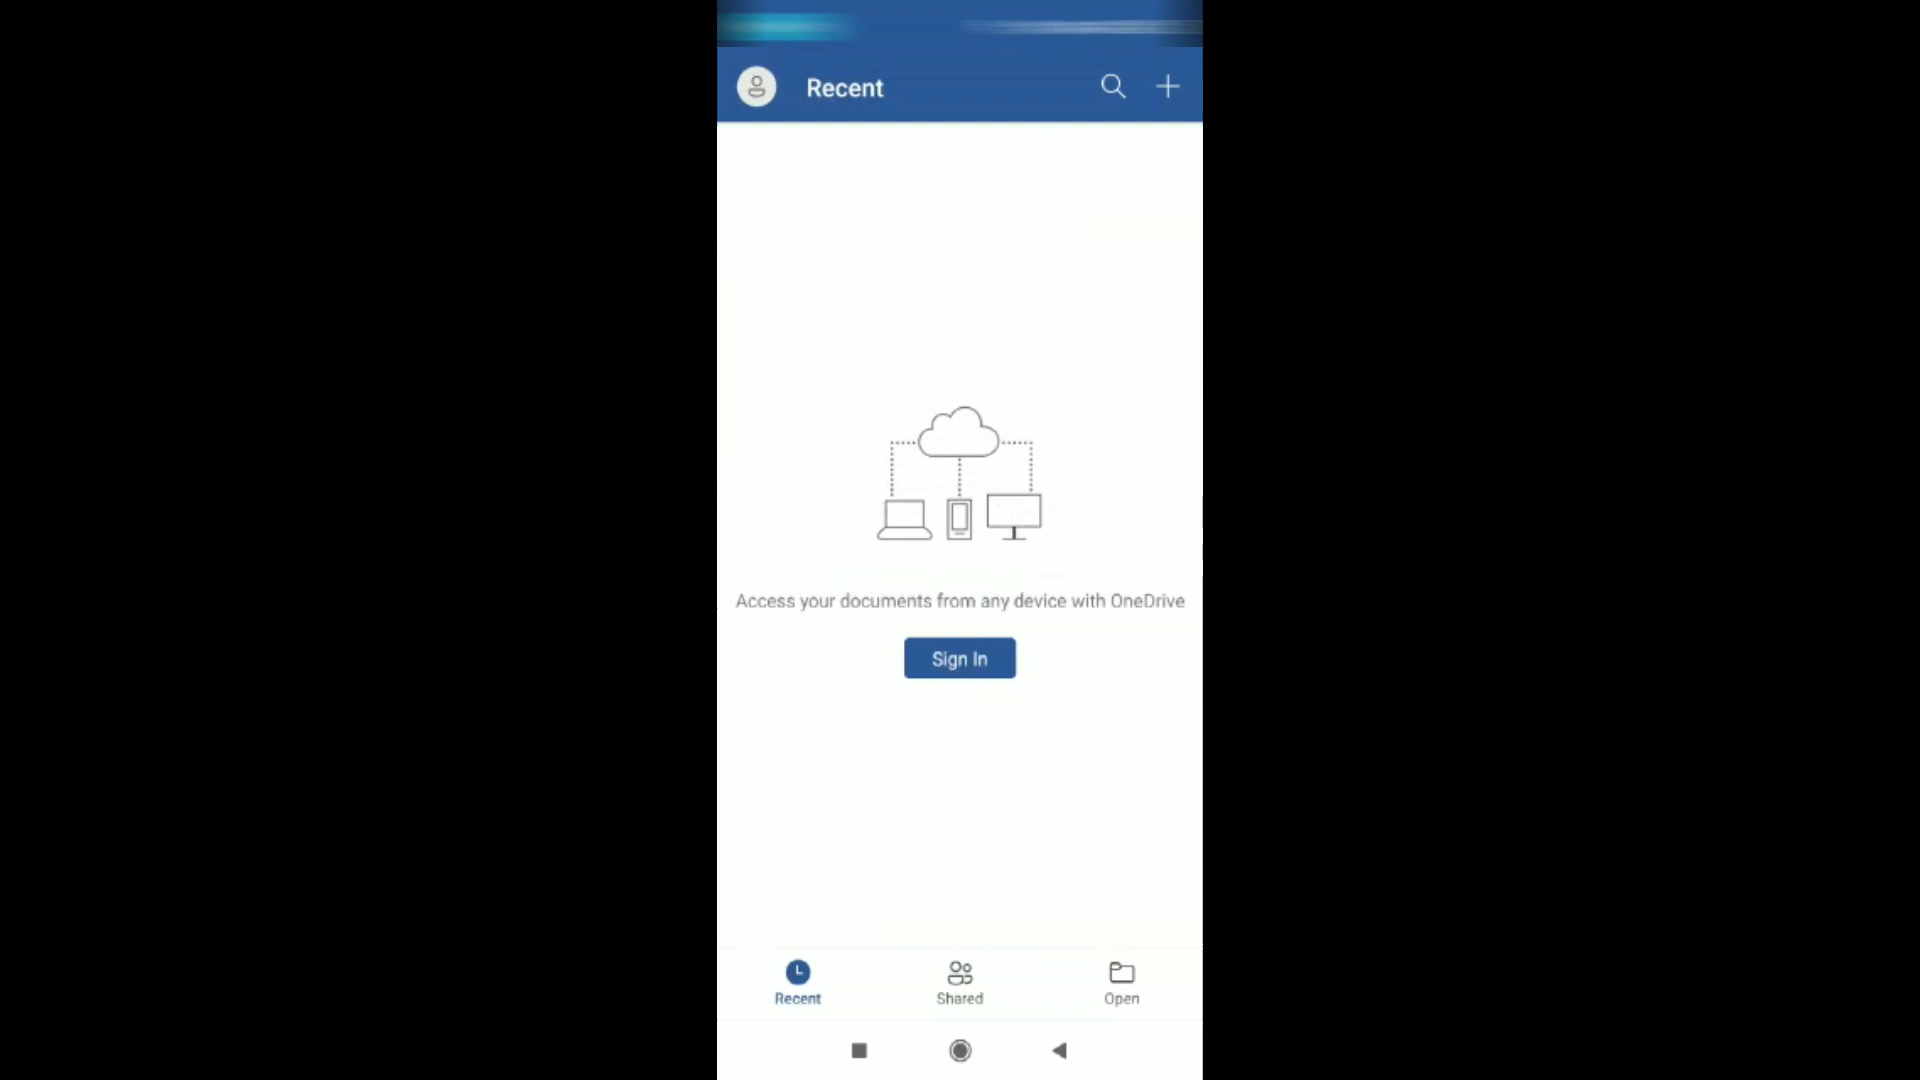 Recent
Access your documents from any device with OneDrive
Sign In
Recent
Shared
Open